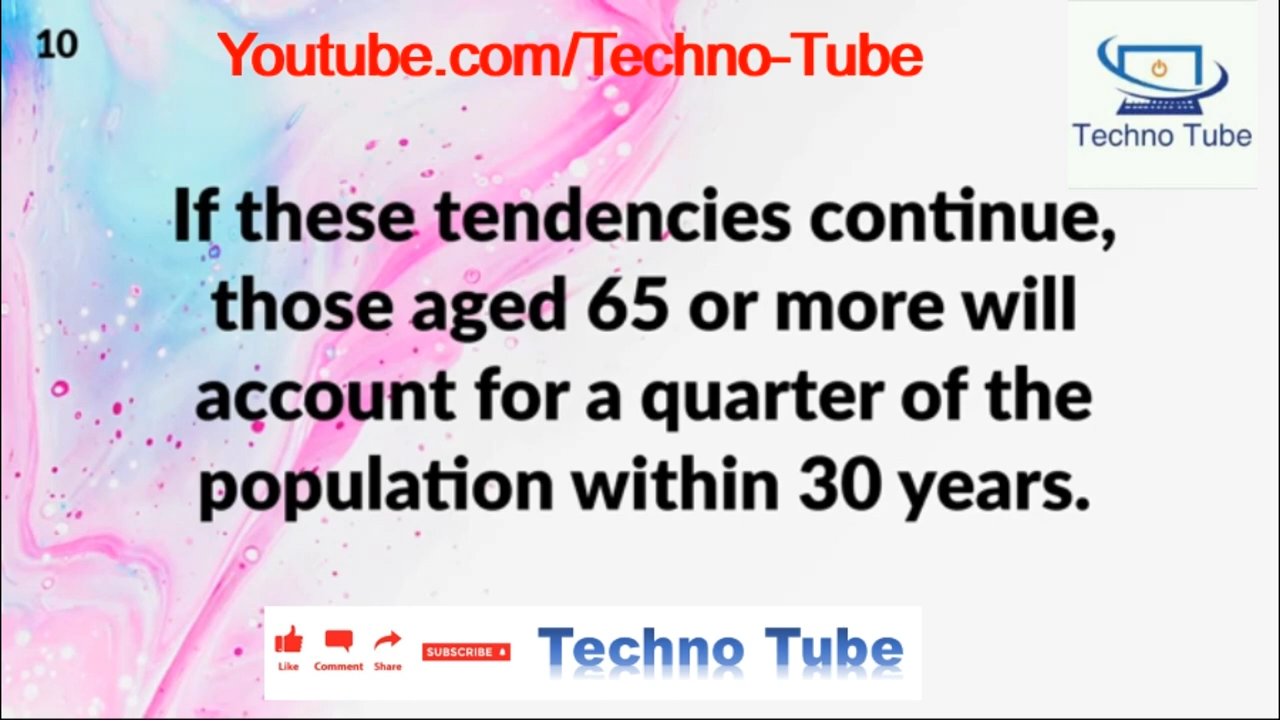 10
Youtube.com/Techno-Tube
Techno Tube
If these tendencies continue,
those aged 65 or more will
account for a quarter of the
population within 30 years.
Like
Comment
Share
SUBSCRIBE
Techno Tube